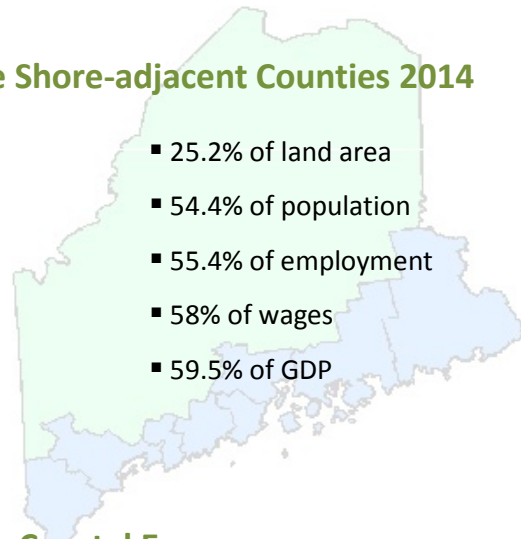 Shore-adjacent Counties 2014
▪ 25.2% of land area
▪ 54.4% of population
▪ 55.4% of employment
▪ 58% of wages
▪ 59.5% of GDP